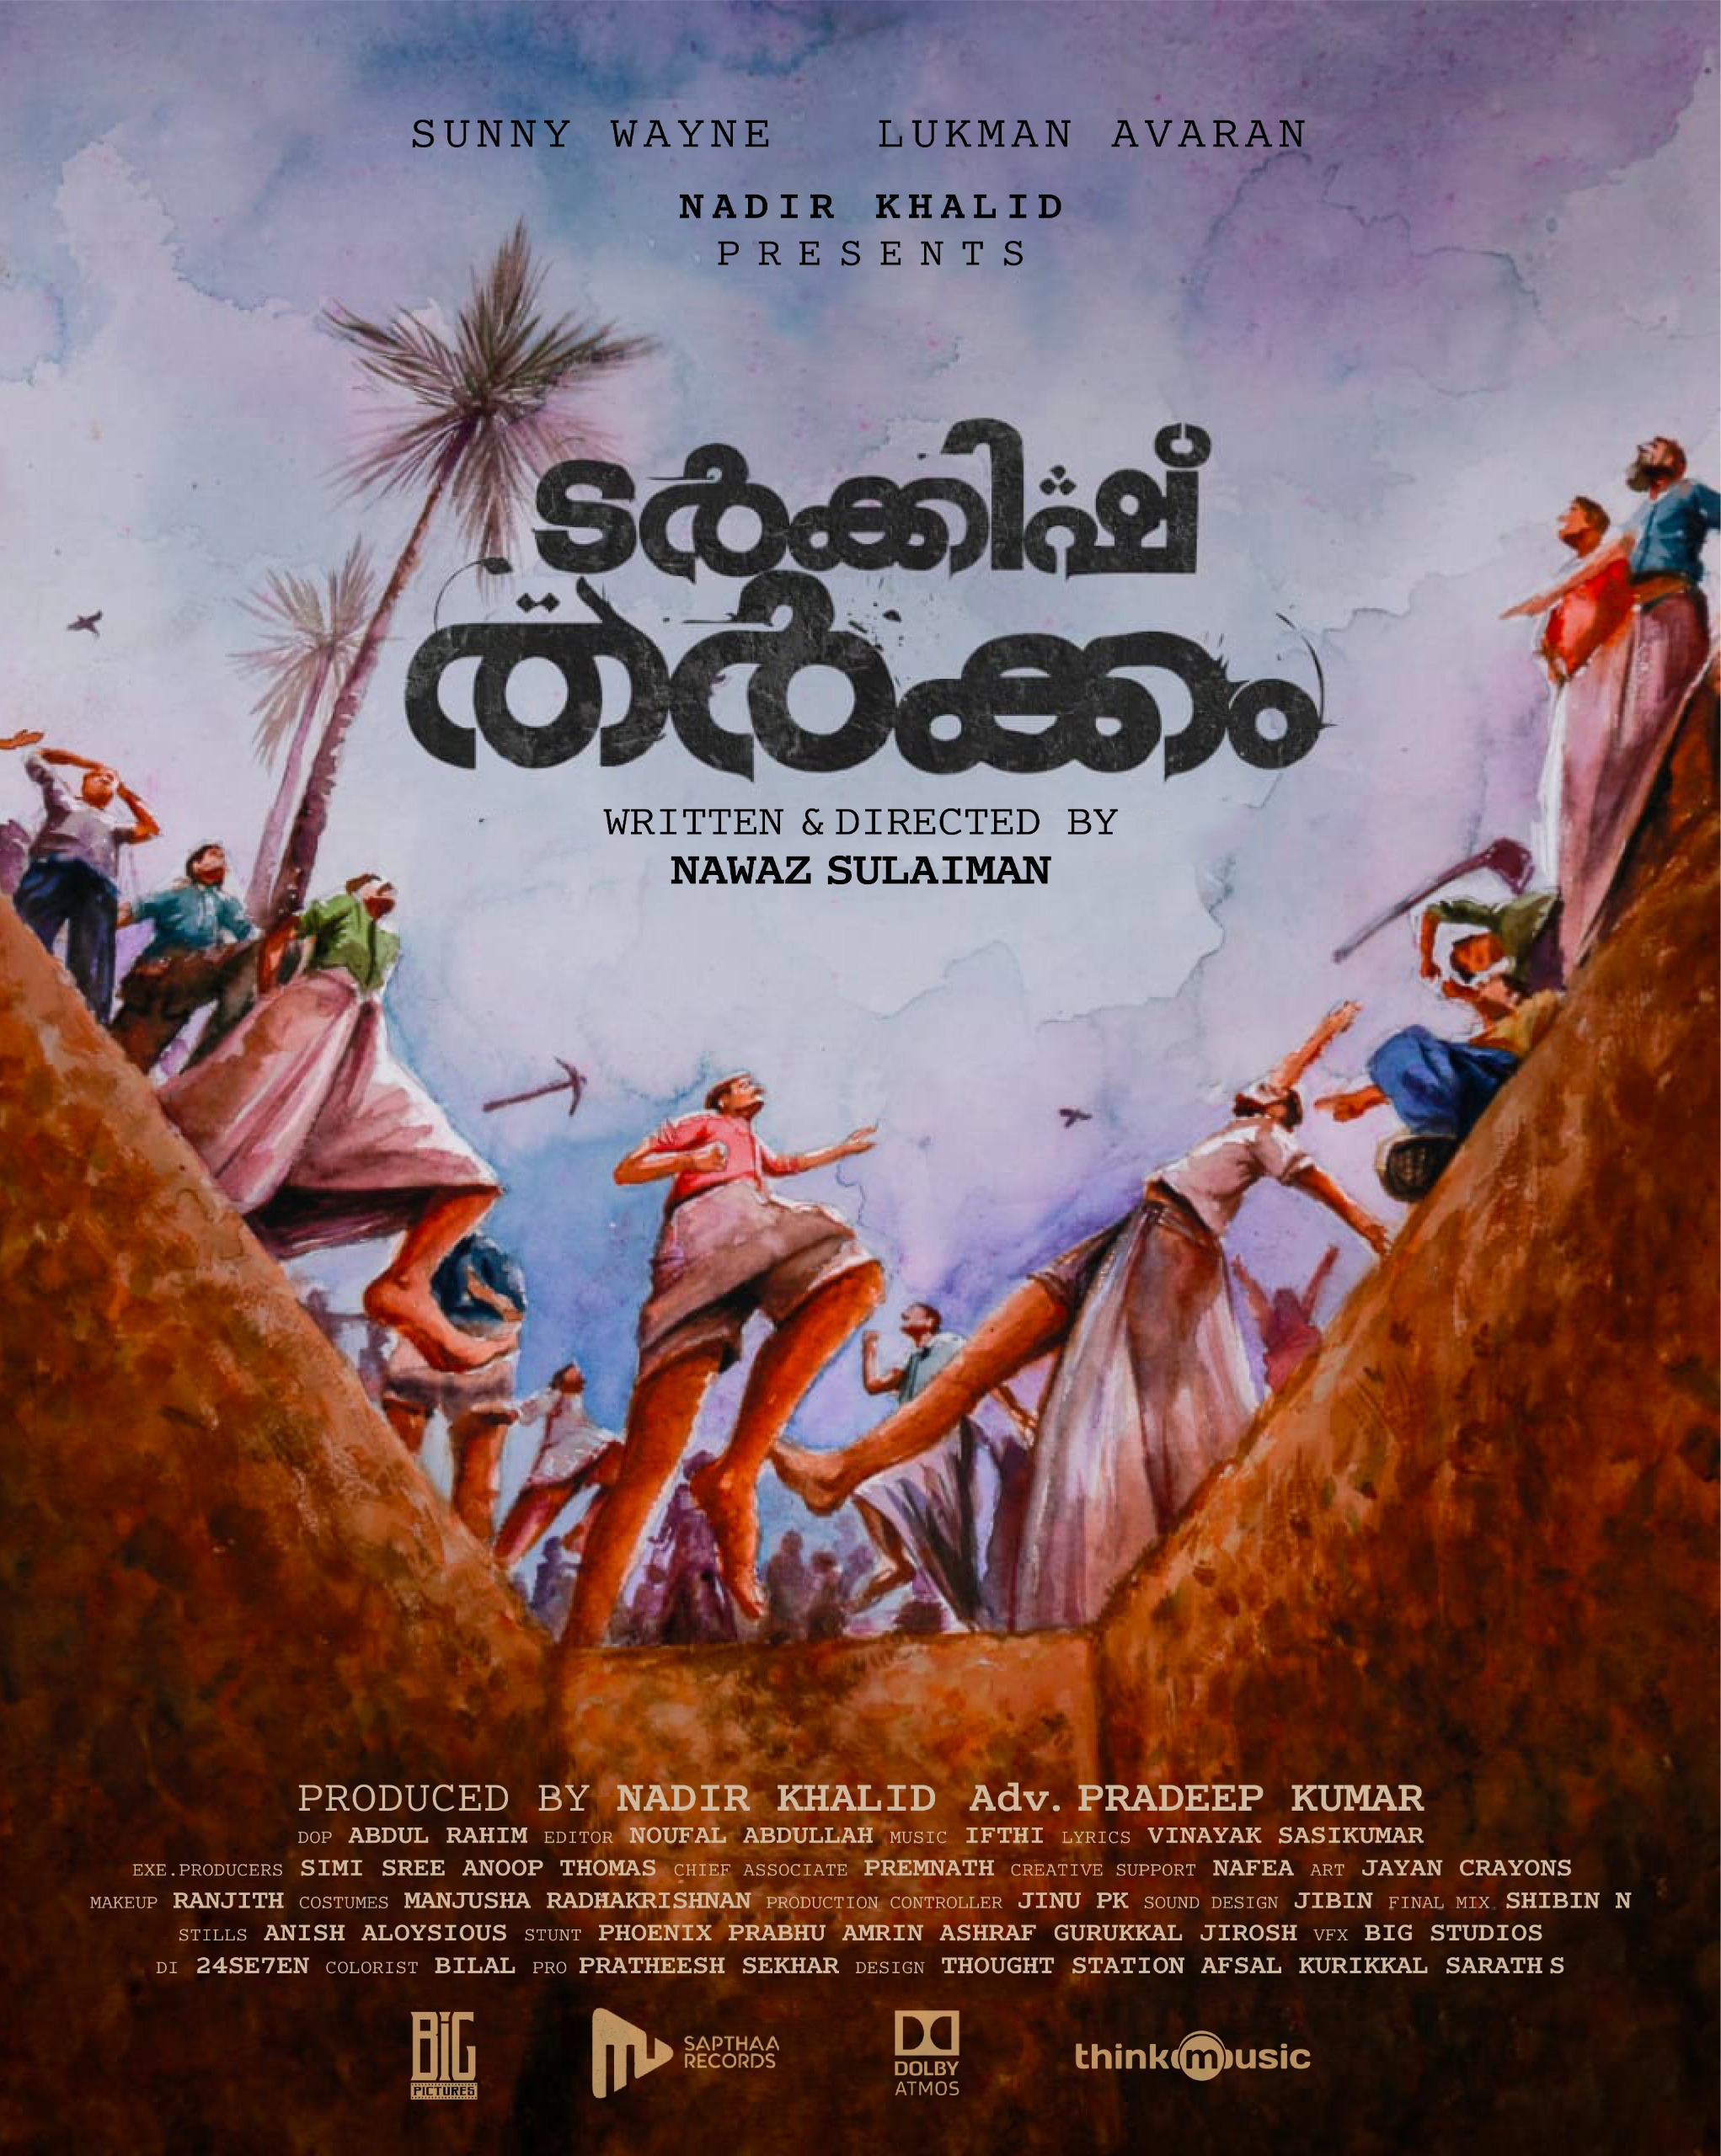 SUNNY WAYNE LUKMAN AVARAN
NADIR KHALID
PRESENTS
ടർക്കിഷ്
തർക്കം
WRITTEN & DIRECTED BY
NAWAZ SULAIMAN
PRODUCED BY NADIR KHALID Adv. PRADEEP KUMAR
DOP ABDUL RAHIM EDITOR NOUFAL ABDULLAH MUSIC IFTHI LYRICS VINAYAK SASIKUMAR
EXE.PRODUCERS SIMI SREE ANOOP THOMAS CHIEF ASSOCIATE PREMNATH CREATIVE SUPPORT NAFEA ART JAYAN CRAYONS
MAKEUP RANJITH COSTUMES MANJUSHA RADHAKRISHNAN PRODUCTION CONTROLLER JINU PK SOUND DESIGN JIBIN FINAL MIX. SHIBIN N
STILLS ANISH ALOYSIOUS STUNT PHOENIX PRABHU AMRIN ASHRAF GURUKKAL JIROSH VFX BIG STUDIOS
DI 24SE7EN COLORIST BILAL PRO PRATHEESH SEKHAR DESIGN THOUGHT STATION AFSAL KURIKKAL SARATH S
BiG PICTURES
SAPTHAA RECORDS
DOLBY ATMOS
think music